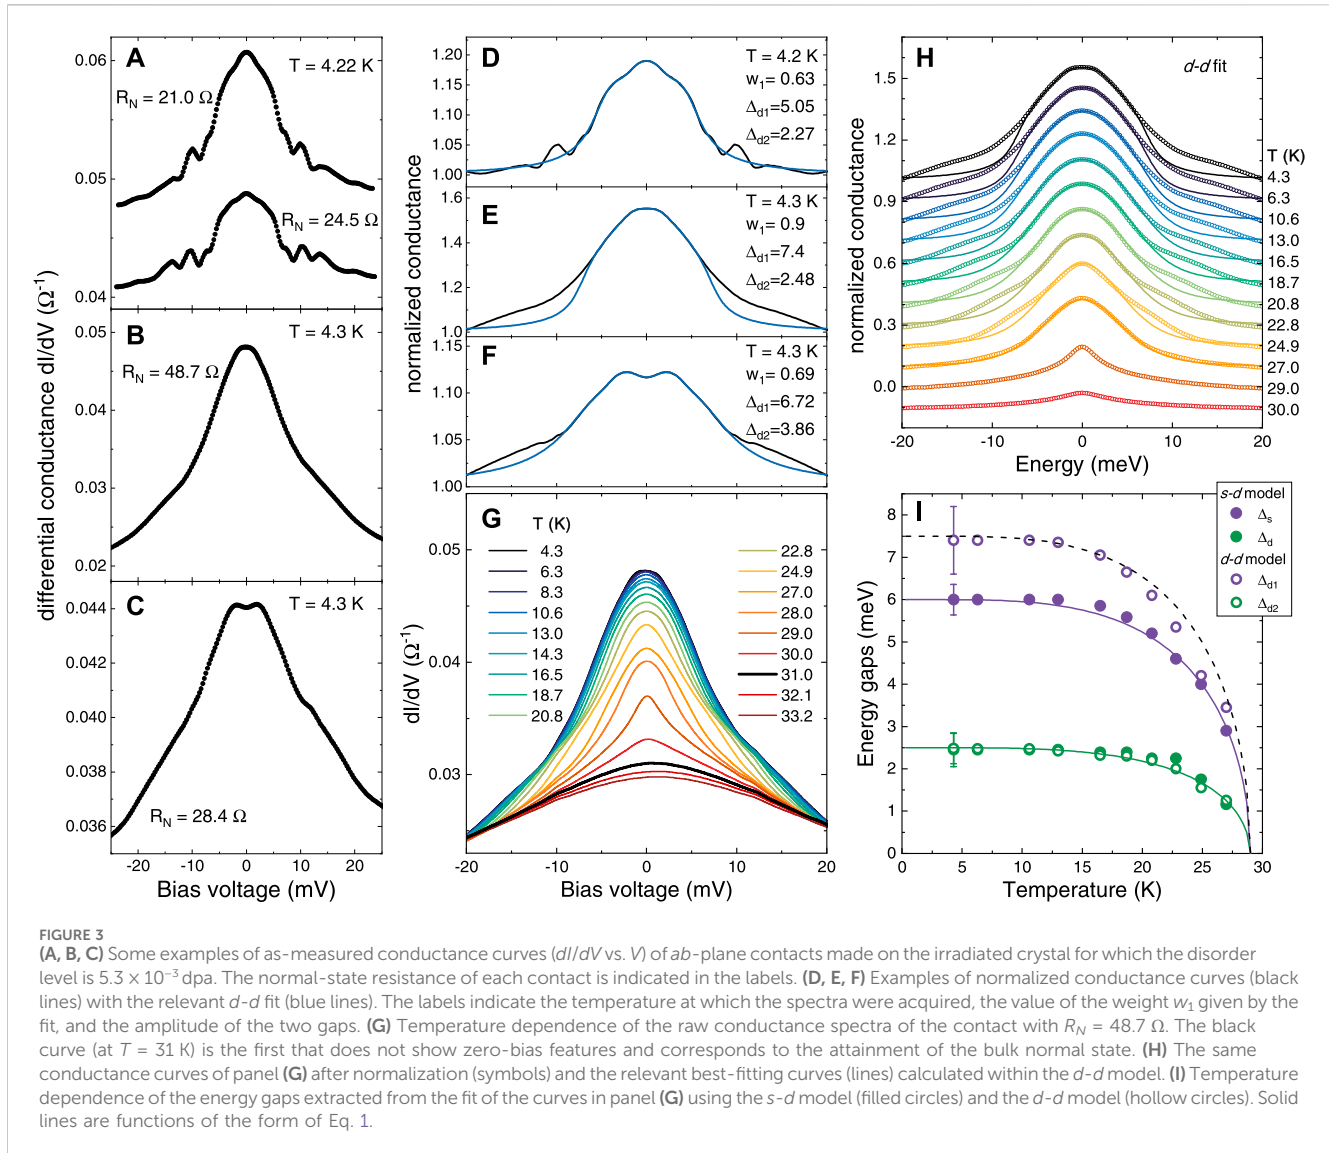 A
T = 4.22 K
R_N = 21.0 Ω
R_N = 24.5 Ω
0.06
0.05
0.04
B
T = 4.3 K
R_N = 48.7 Ω
0.05
0.04
0.03
0.02
C
T = 4.3 K
R_N = 28.4 Ω
0.044
0.042
0.040
0.038
0.036
-20 -10 0 10 20
Bias voltage (mV)
differential conductance dI/dV (Ω⁻¹)
D
T = 4.2 K
w₁ = 0.63
Δ_d1=5.05
Δ_d2=2.27
1.20
1.15
1.10
1.05
1.00
E
T = 4.3 K
w₁ = 0.9
Δ_d1=7.4
Δ_d2=2.48
1.6
1.4
1.2
1.0
F
T = 4.3 K
w₁ = 0.69
Δ_d1=6.72
Δ_d2=3.86
1.15
1.10
1.05
1.00
normalized conductance
G
T (K)
4.3
6.3
8.3
10.6
13.0
14.3
16.5
18.7
20.8
22.8
24.9
27.0
28.0
29.0
30.0
31.0
32.1
33.2
0.05
0.04
0.03
dI/dV (Ω⁻¹)
-20 -10 0 10 20
Bias voltage (mV)
H
d-d fit
T (K)
4.3
6.3
10.6
13.0
16.5
18.7
20.8
22.8
24.9
27.0
29.0
30.0
1.5
1.2
0.9
0.6
0.3
0.0
normalized conductance
-20 -10 0 10 20
Energy (meV)
I
s-d model
Δ_s
Δ_d
d-d model
Δ_d1
Δ_d2
8
7
6
5
4
3
2
1
0
Energy gaps (meV)
0 5 10 15 20 25 30
Temperature (K)
FIGURE 3
(A, B, C) Some examples of as-measured conductance curves (dI/dV vs. V) of ab-plane contacts made on the irradiated crystal for which the disorder
level is 5.3 × 10⁻³ dpa. The normal-state resistance of each contact is indicated in the labels. (D, E, F) Examples of normalized conductance curves (black
lines) with the relevant d-d fit (blue lines). The labels indicate the temperature at which the spectra were acquired, the value of the weight w₁ given by the
fit, and the amplitude of the two gaps. (G) Temperature dependence of the raw conductance spectra of the contact with R_N = 48.7 Ω. The black
curve (at T = 31 K) is the first that does not show zero-bias features and corresponds to the attainment of the bulk normal state. (H) The same
conductance curves of panel (G) after normalization (symbols) and the relevant best-fitting curves (lines) calculated within the d-d model. (I) Temperature
dependence of the energy gaps extracted from the fit of the curves in panel (G) using the s-d model (filled circles) and the d-d model (hollow circles). Solid
lines are functions of the form of Eq. 1.